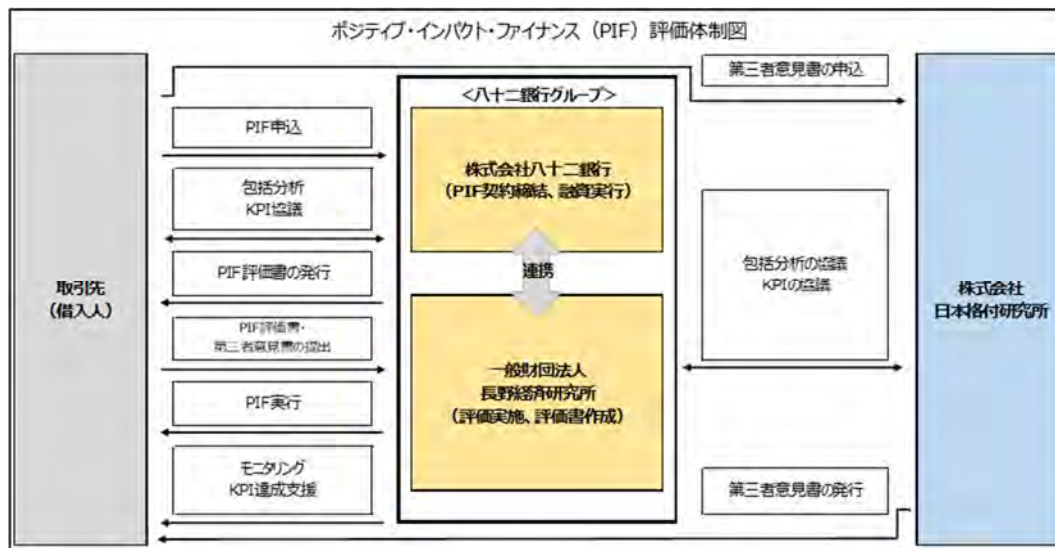 ポジティブ・インパクト・ファイナンス（PIF）評価体制図
取引先
（借入人）
PIF申込
包括分析
KPI協議
PIF評価書の発行
PIF評価書・
第三者意見書の提出
PIF実行
モニタリング
KPI達成支援
＜八十二銀行グループ＞
株式会社八十二銀行
（PIF契約締結、融資実行）
連携
一般財団法人
長野経済研究所
（評価実施、評価書作成）
第三者意見書の申込
包括分析の協議
KPIの協議
第三者意見書の発行
株式会社
日本格付研究所